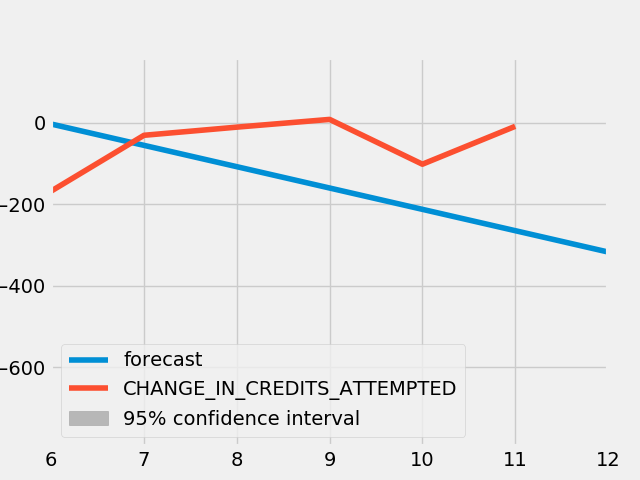 0
−200
−400
−600
forecast
CHANGE_IN_CREDITS_ATTEMPTED
95% confidence interval
6 7 8 9 10 11 12